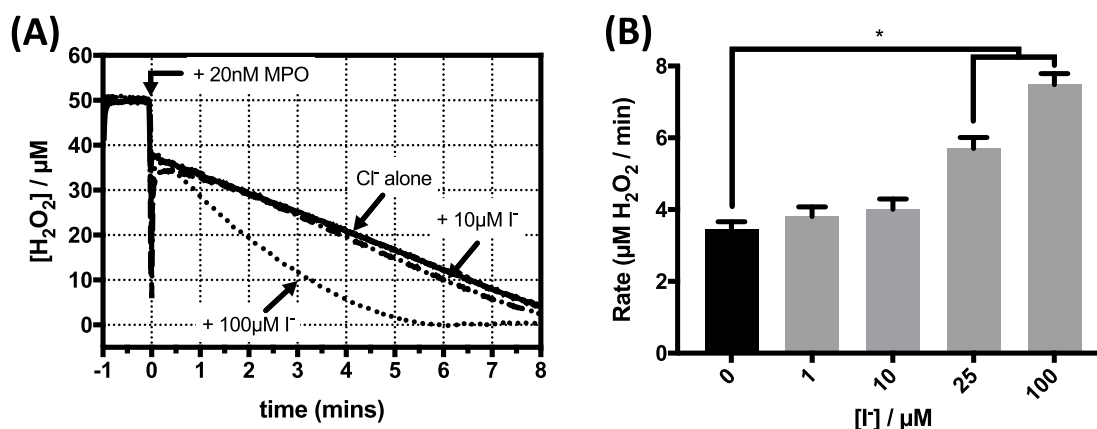 (A)
60
50
40
30
20
10
0
[H₂O₂] / µM
+ 20nM MPO
Cl⁻ alone
+ 10µM I⁻
+ 100µM I⁻
-1 0 1 2 3 4 5 6 7 8
time (mins)
(B)
*
8
6
4
2
0
Rate (µM H₂O₂ / min)
0 1 10 25 100
[I⁻] / µM